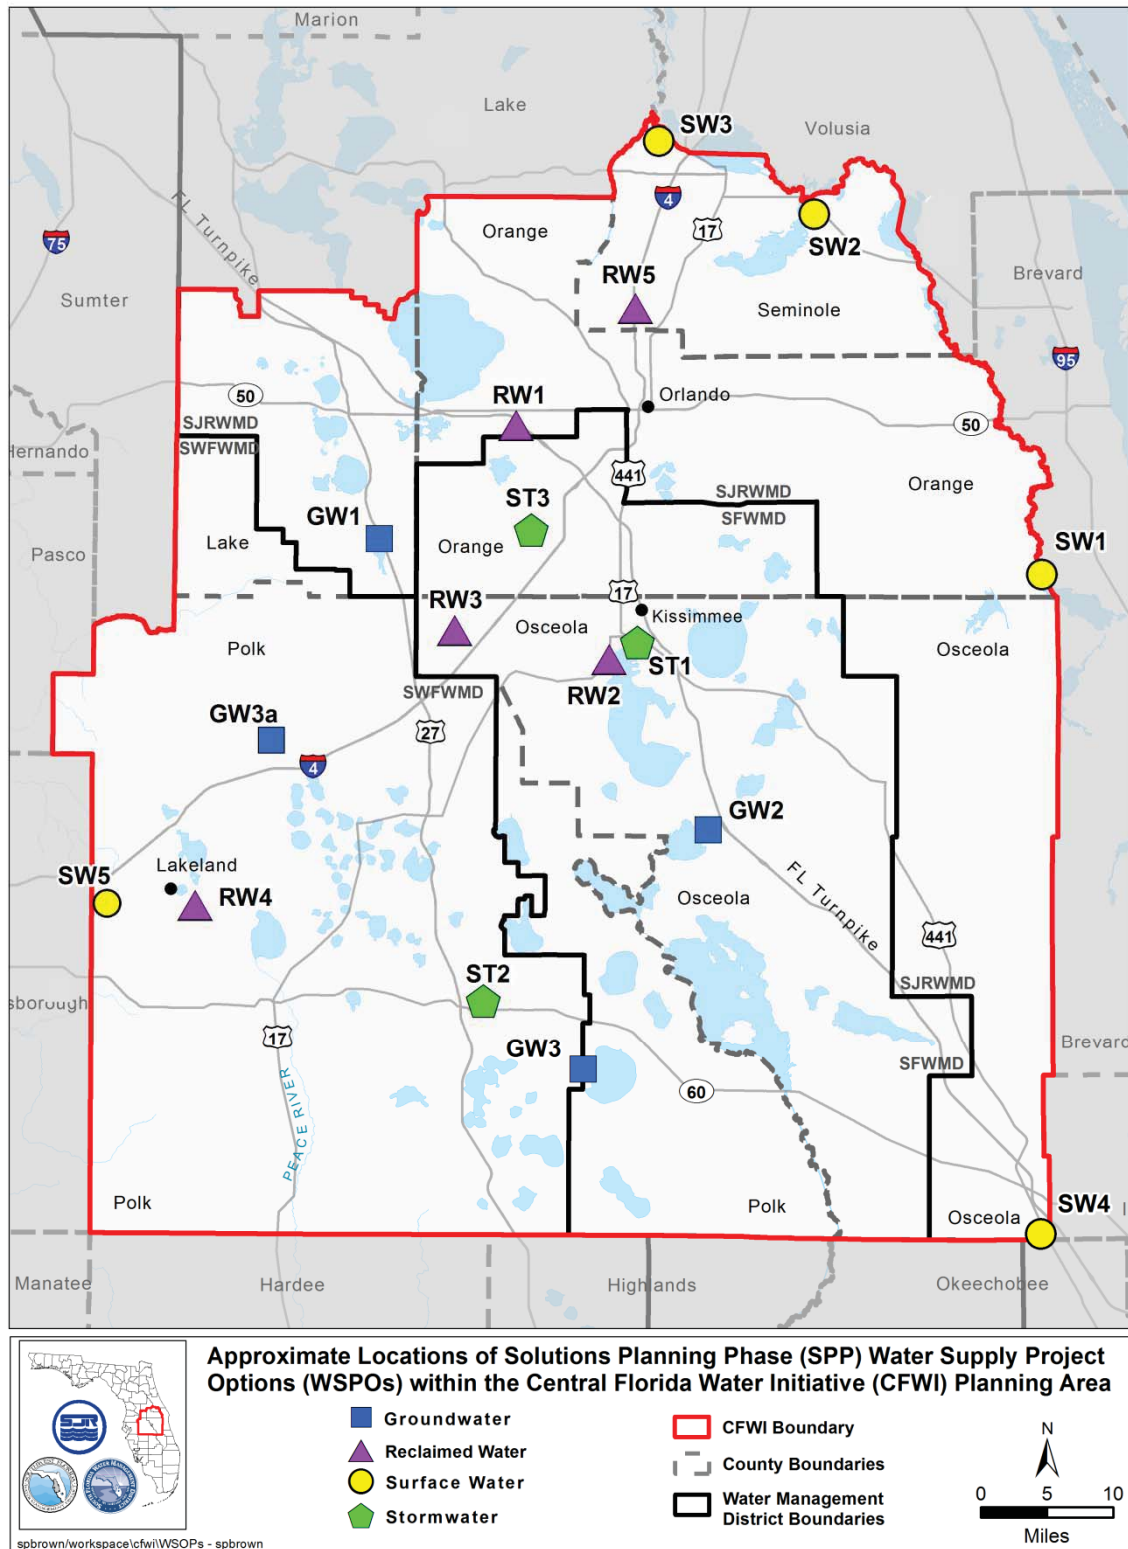 Marion
Lake
SW3
Volusia
4
17
Orange
SW2
FL Turnpike
75
Brevard
RW5
Sumter
Seminole
95
RW1
50
Orlando
50
SJRWMD
SWFWMD
Hernando
441
Orange
ST3
SJRWMD
SFWMD
GW1
Lake
Orange
Pasco
SW1
17
RW3
Kissimmee
Osceola
Polk
Osceola
ST1
SWFWMD
RW2
GW3a
27
4
GW2
Lakeland
SW5
FL Turnpike
RW4
Osceola
441
ST2
SJRWMD
sborough
17
GW3
Brevard
SFWMD
60
PEACE RIVER
Polk
Polk
SW4
Osceola
Manatee
Hardee
Highlands
Okeechobee
Approximate Locations of Solutions Planning Phase (SPP) Water Supply Project
Options (WSPOs) within the Central Florida Water Initiative (CFWI) Planning Area
SJR
Groundwater
Reclaimed Water
Surface Water
Stormwater
CFWI Boundary
County Boundaries
Water Management
District Boundaries
N
0 5 10
Miles
spbrown/workspace\cfwi\WSOPs - spbrown